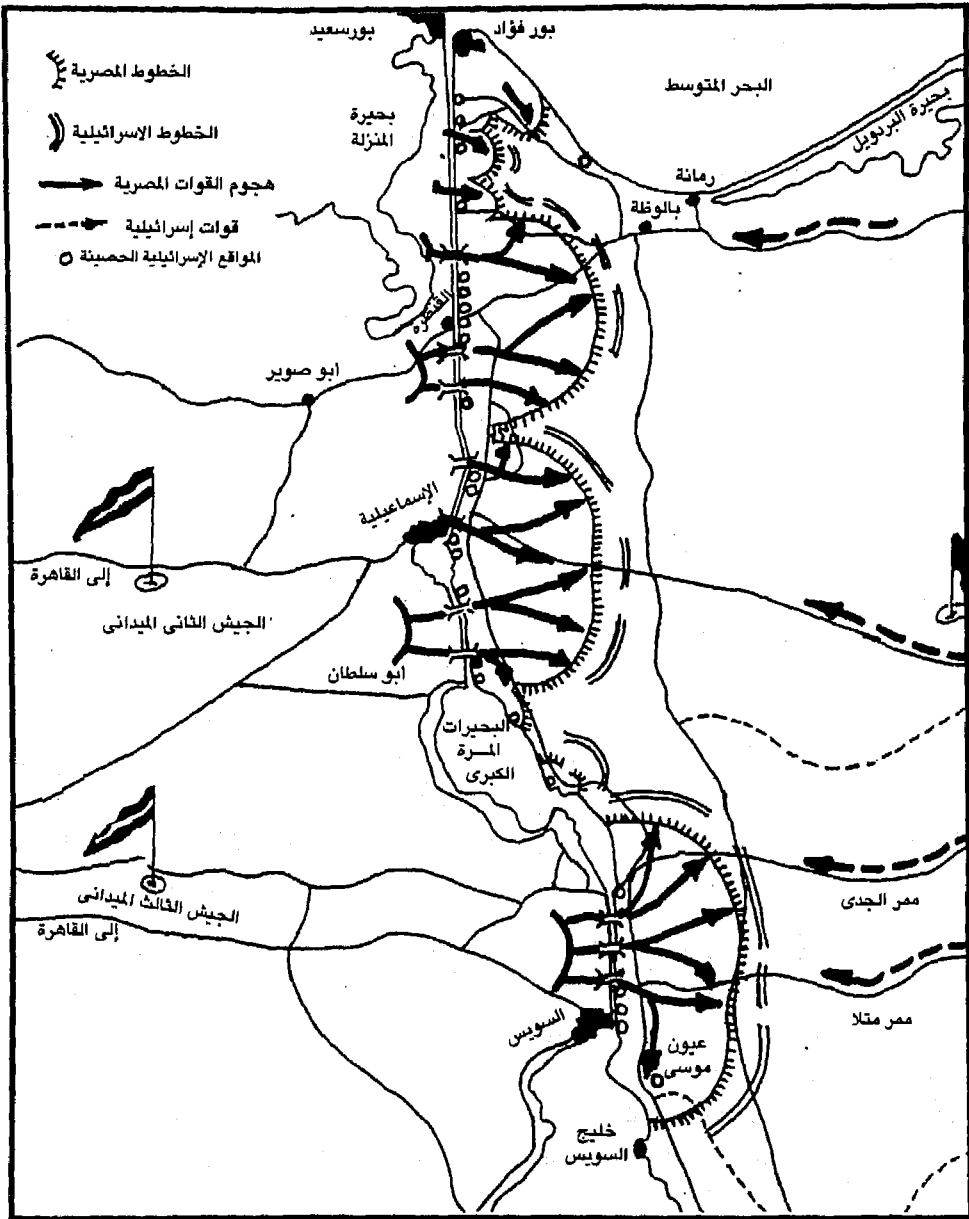 بورسعيد
بور فؤاد
الخطوط المصرية
الخطوط الإسرائيلية
هجوم القوات المصرية
قوات إسرائيلية
المواقع الإسرائيلية الحصينة
البحر المتوسط
بحيرة البردويل
بحيرة
المنزلة
رمانة
بالوظة
القنطره
ابو صوير
الإسماعيلية
إلى القاهرة
الجيش الثانى الميدانى
ابو سلطان
البحيرات
المرة
الكبرى
الجيش الثالث الميدانى
إلى القاهرة
ممر الجدى
ممر متلا
السويس
عيون
موسى
خليج
السويس